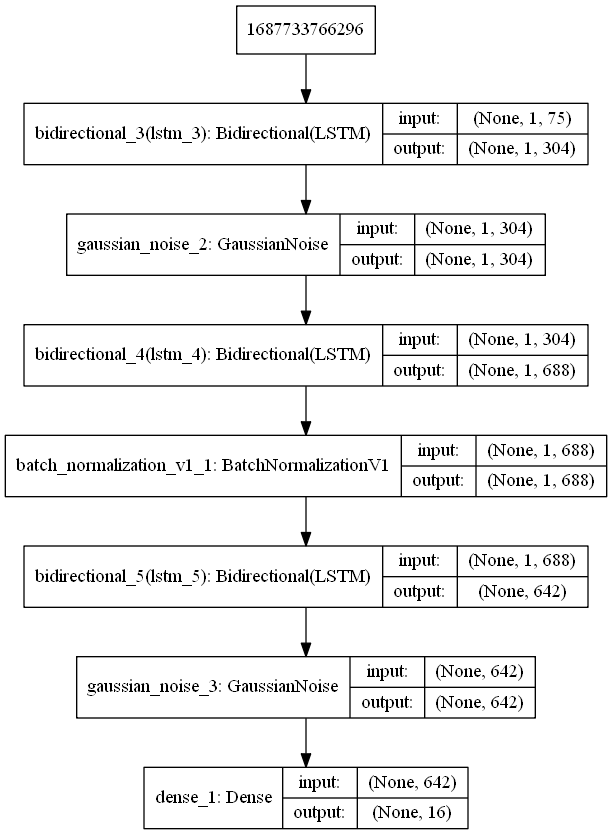 1687733766296
bidirectional_3(lstm_3): Bidirectional(LSTM)
input: (None, 1, 75)
output: (None, 1, 304)
gaussian_noise_2: GaussianNoise
input: (None, 1, 304)
output: (None, 1, 304)
bidirectional_4(lstm_4): Bidirectional(LSTM)
input: (None, 1, 304)
output: (None, 1, 688)
batch_normalization_v1_1: BatchNormalizationV1
input: (None, 1, 688)
output: (None, 1, 688)
bidirectional_5(lstm_5): Bidirectional(LSTM)
input: (None, 1, 688)
output: (None, 642)
gaussian_noise_3: GaussianNoise
input: (None, 642)
output: (None, 642)
dense_1: Dense
input: (None, 642)
output: (None, 16)